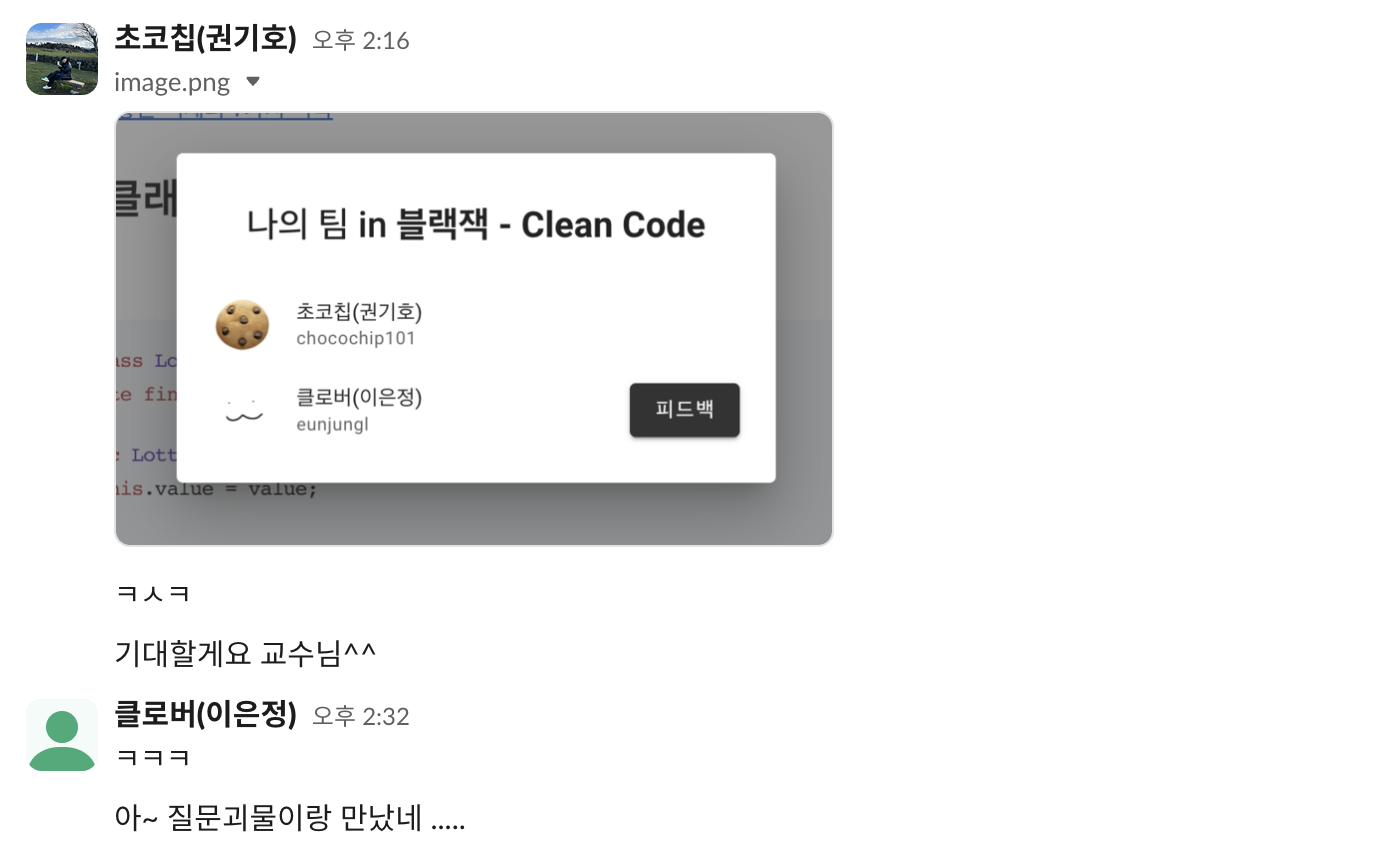 초코칩(권기호) 오후 2:16
image.png
클래
나의 팀 in 블랙잭 - Clean Code
초코칩(권기호)
chocochip101
클로버(이은정)
eunjungl
피드백
ass Lo
te fin
c Lott
his.value = value;
ㅋㅅㅋ
기대할게요 교수님^^
클로버(이은정) 오후 2:32
ㅋㅋㅋ
아~ 질문괴물이랑 만났네 .....